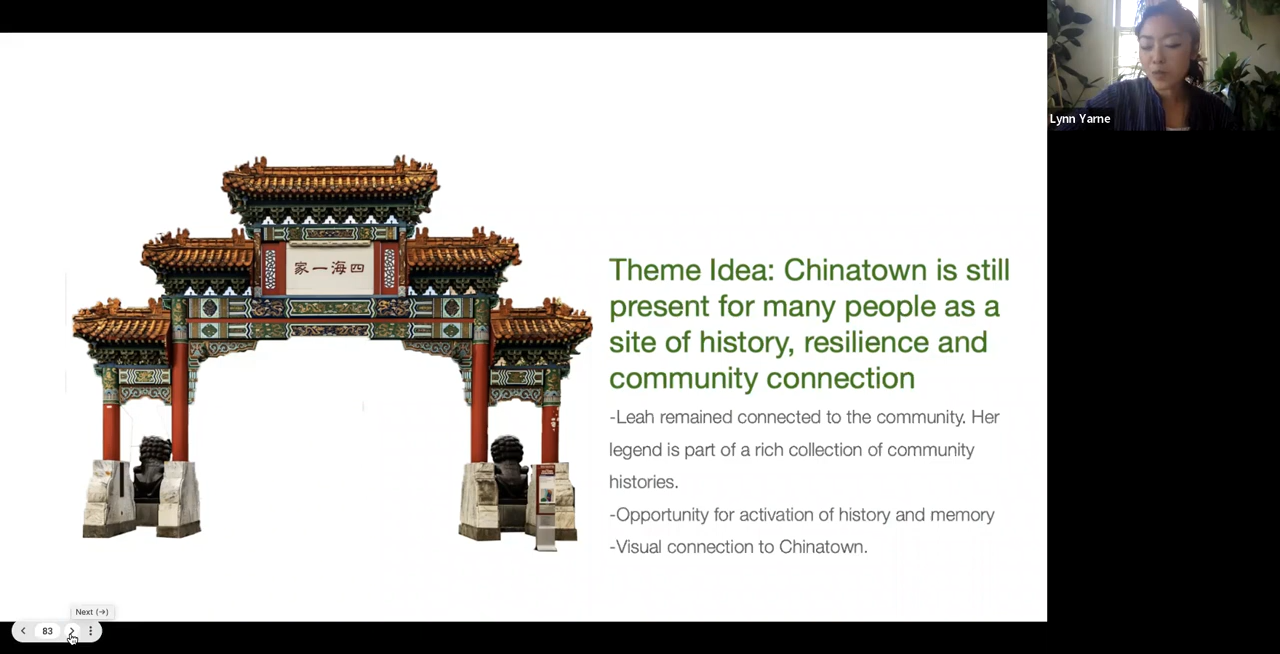 Lynn Yarne
家一海四
Theme Idea: Chinatown is still
present for many people as a
site of history, resilience and
community connection
-Leah remained connected to the community. Her
legend is part of a rich collection of community
histories.
-Opportunity for activation of history and memory
-Visual connection to Chinatown.
Next (→)
83